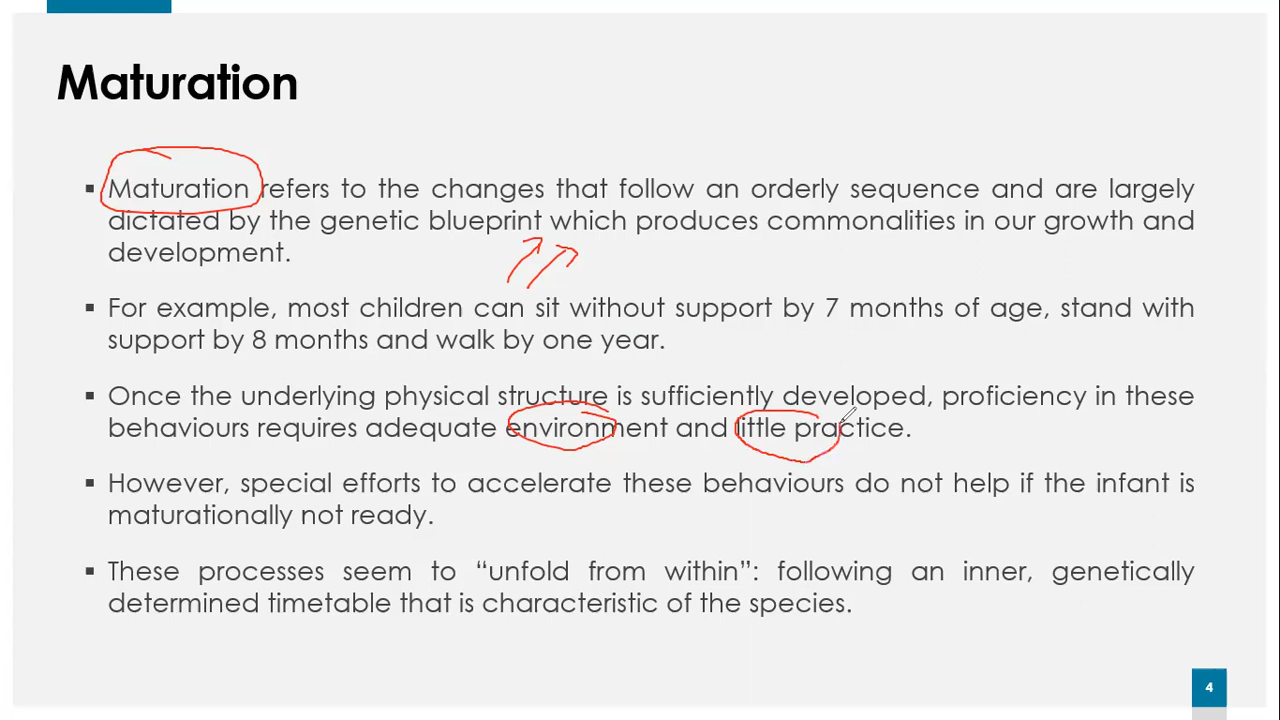 Maturation
▪ Maturation refers to the changes that follow an orderly sequence and are largely
dictated by the genetic blueprint which produces commonalities in our growth and
development.
▪ For example, most children can sit without support by 7 months of age, stand with
support by 8 months and walk by one year.
▪ Once the underlying physical structure is sufficiently developed, proficiency in these
behaviours requires adequate environment and little practice.
▪ However, special efforts to accelerate these behaviours do not help if the infant is
maturationally not ready.
▪ These processes seem to “unfold from within”: following an inner, genetically
determined timetable that is characteristic of the species.
4